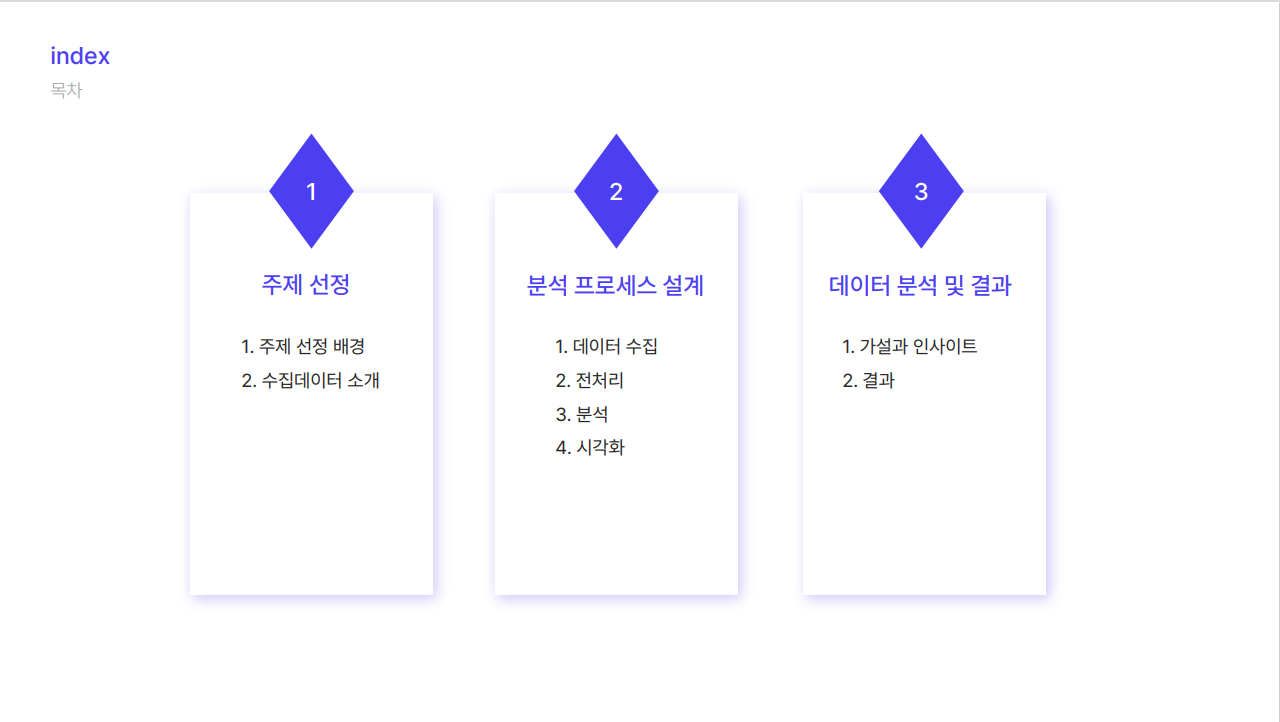 index
목차
1
주제 선정
1. 주제 선정 배경
2. 수집데이터 소개
2
분석 프로세스 설계
1. 데이터 수집
2. 전처리
3. 분석
4. 시각화
3
데이터 분석 및 결과
1. 가설과 인사이트
2. 결과